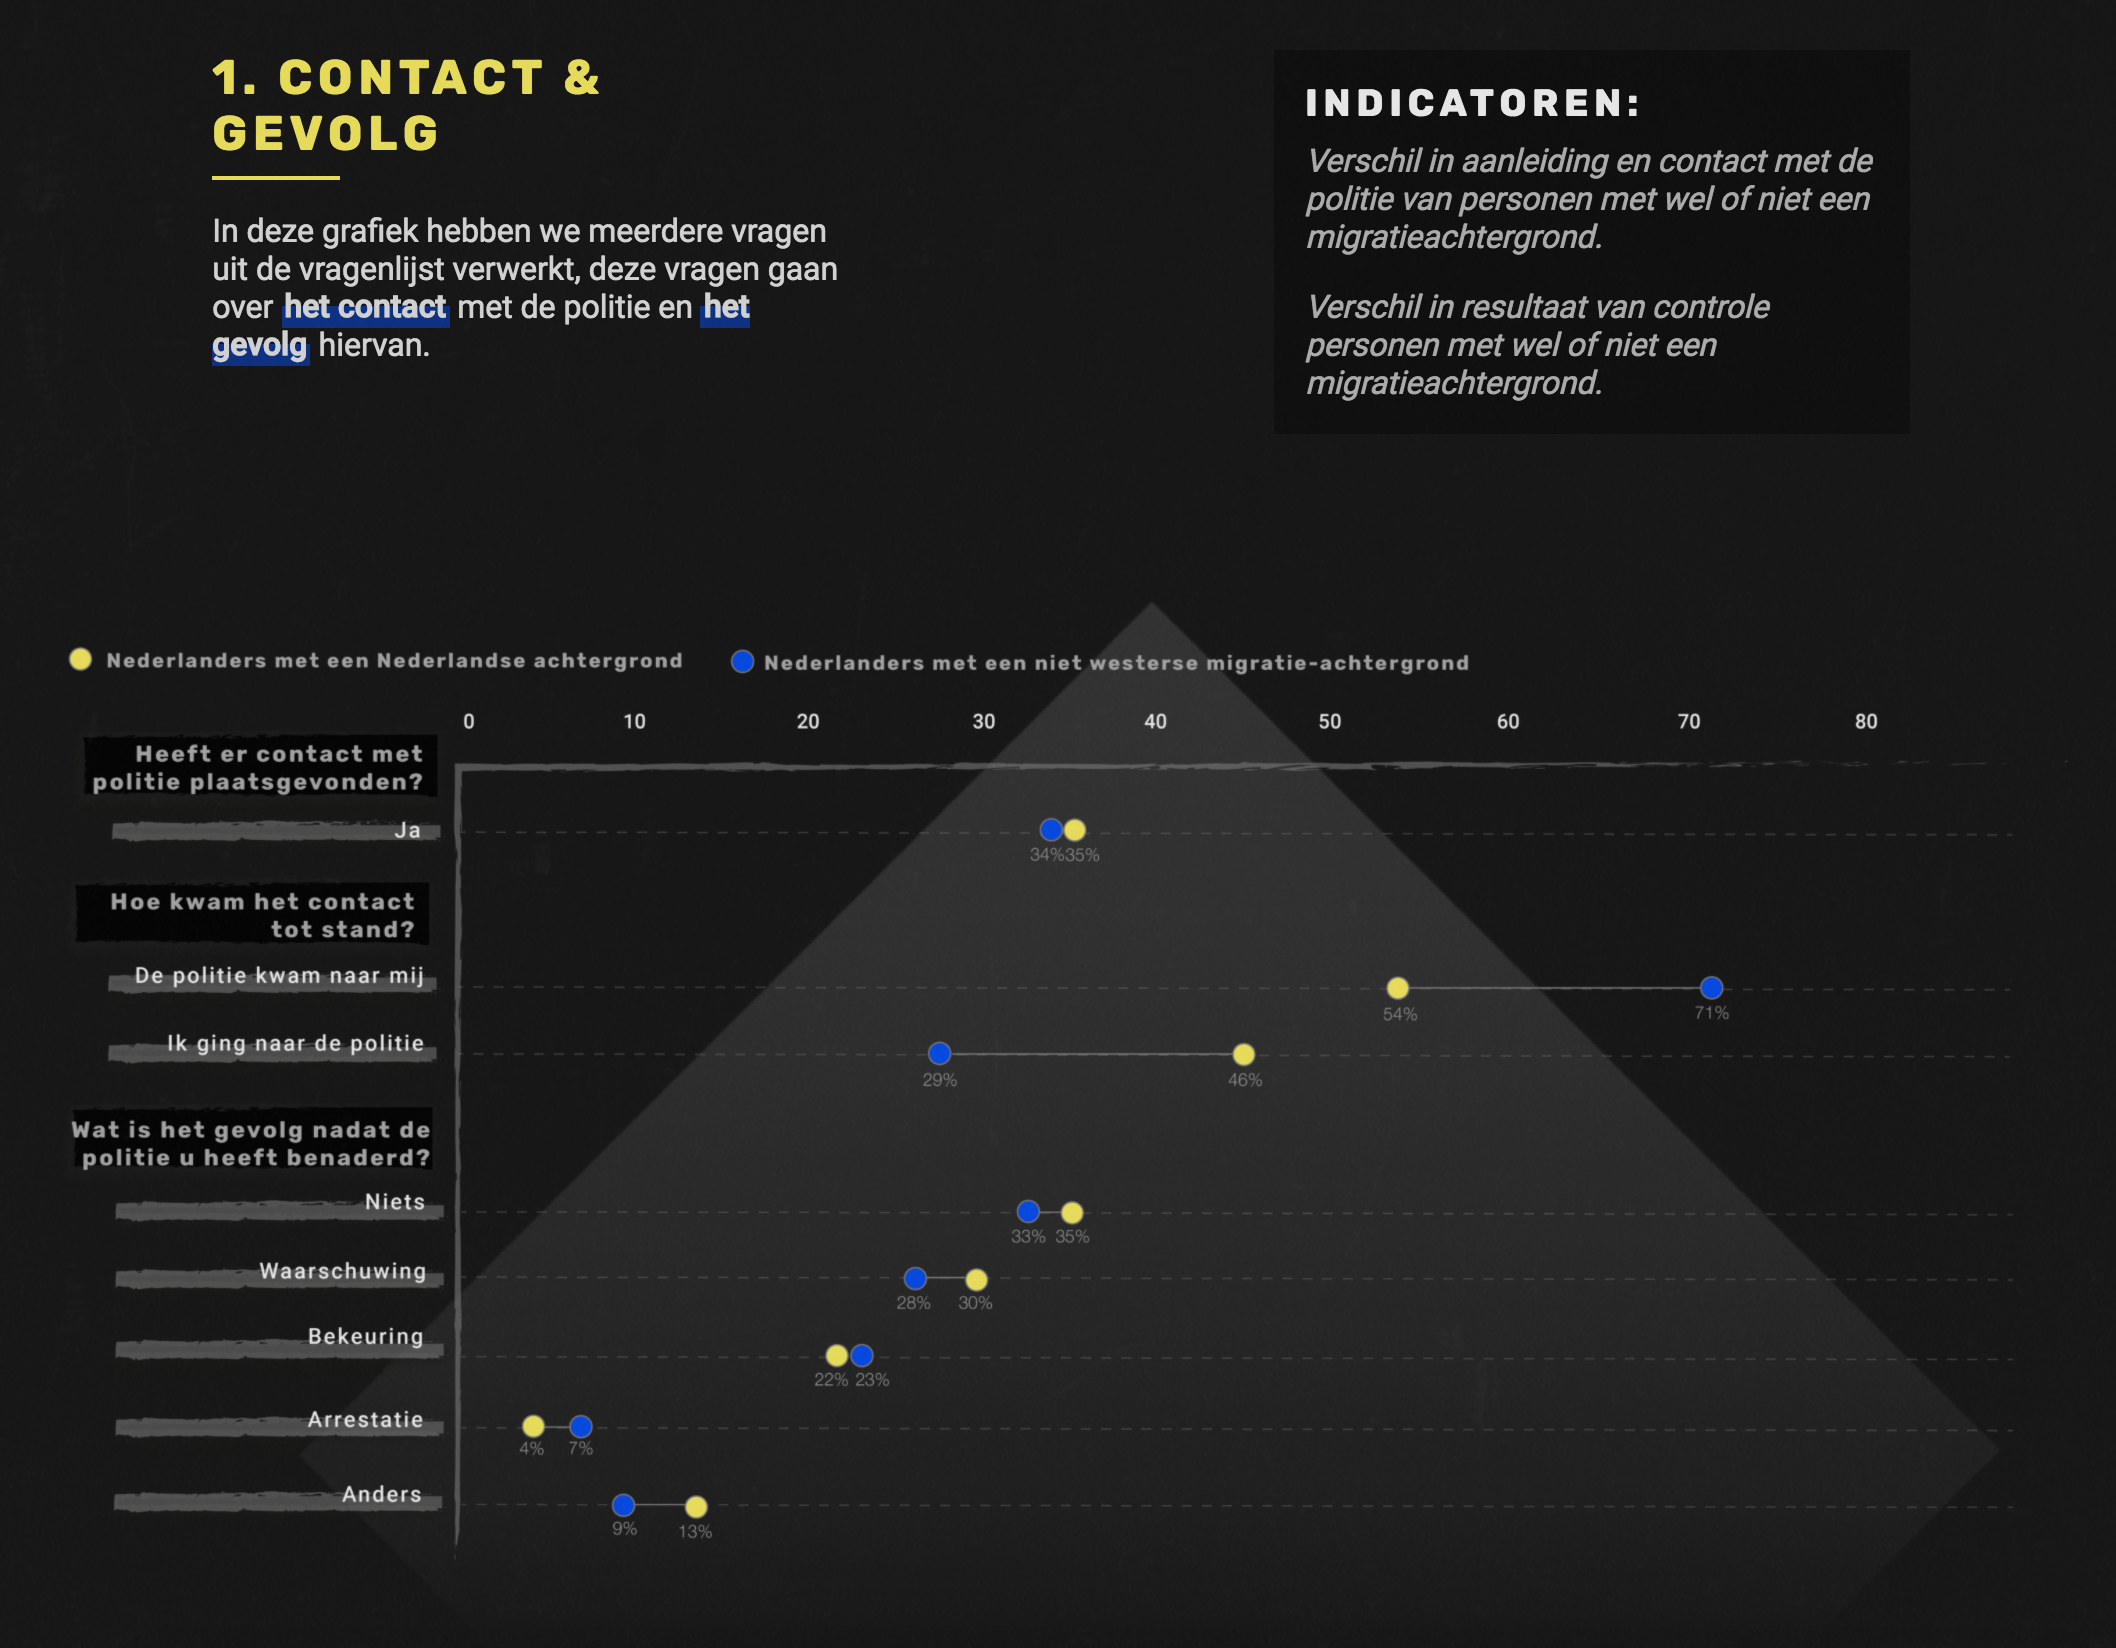 1. CONTACT &
GEVOLG
In deze grafiek hebben we meerdere vragen
uit de vragenlijst verwerkt, deze vragen gaan
over het contact met de politie en het
gevolg hiervan.
INDICATOREN:
Verschil in aanleiding en contact met de
politie van personen met wel of niet een
migratieachtergrond.
Verschil in resultaat van controle
personen met wel of niet een
migratieachtergrond.
Nederlanders met een Nederlandse achtergrond
Nederlanders met een niet westerse migratie-achtergrond
0 10 20 30 40 50 60 70 80
Heeft er contact met
politie plaatsgevonden?
Ja
34% 35%
Hoe kwam het contact
tot stand?
De politie kwam naar mij
54% 71%
Ik ging naar de politie
29% 46%
Wat is het gevolg nadat de
politie u heeft benaderd?
Niets
33% 35%
Waarschuwing
28% 30%
Bekeuring
22% 23%
Arrestatie
4% 7%
Anders
9% 13%